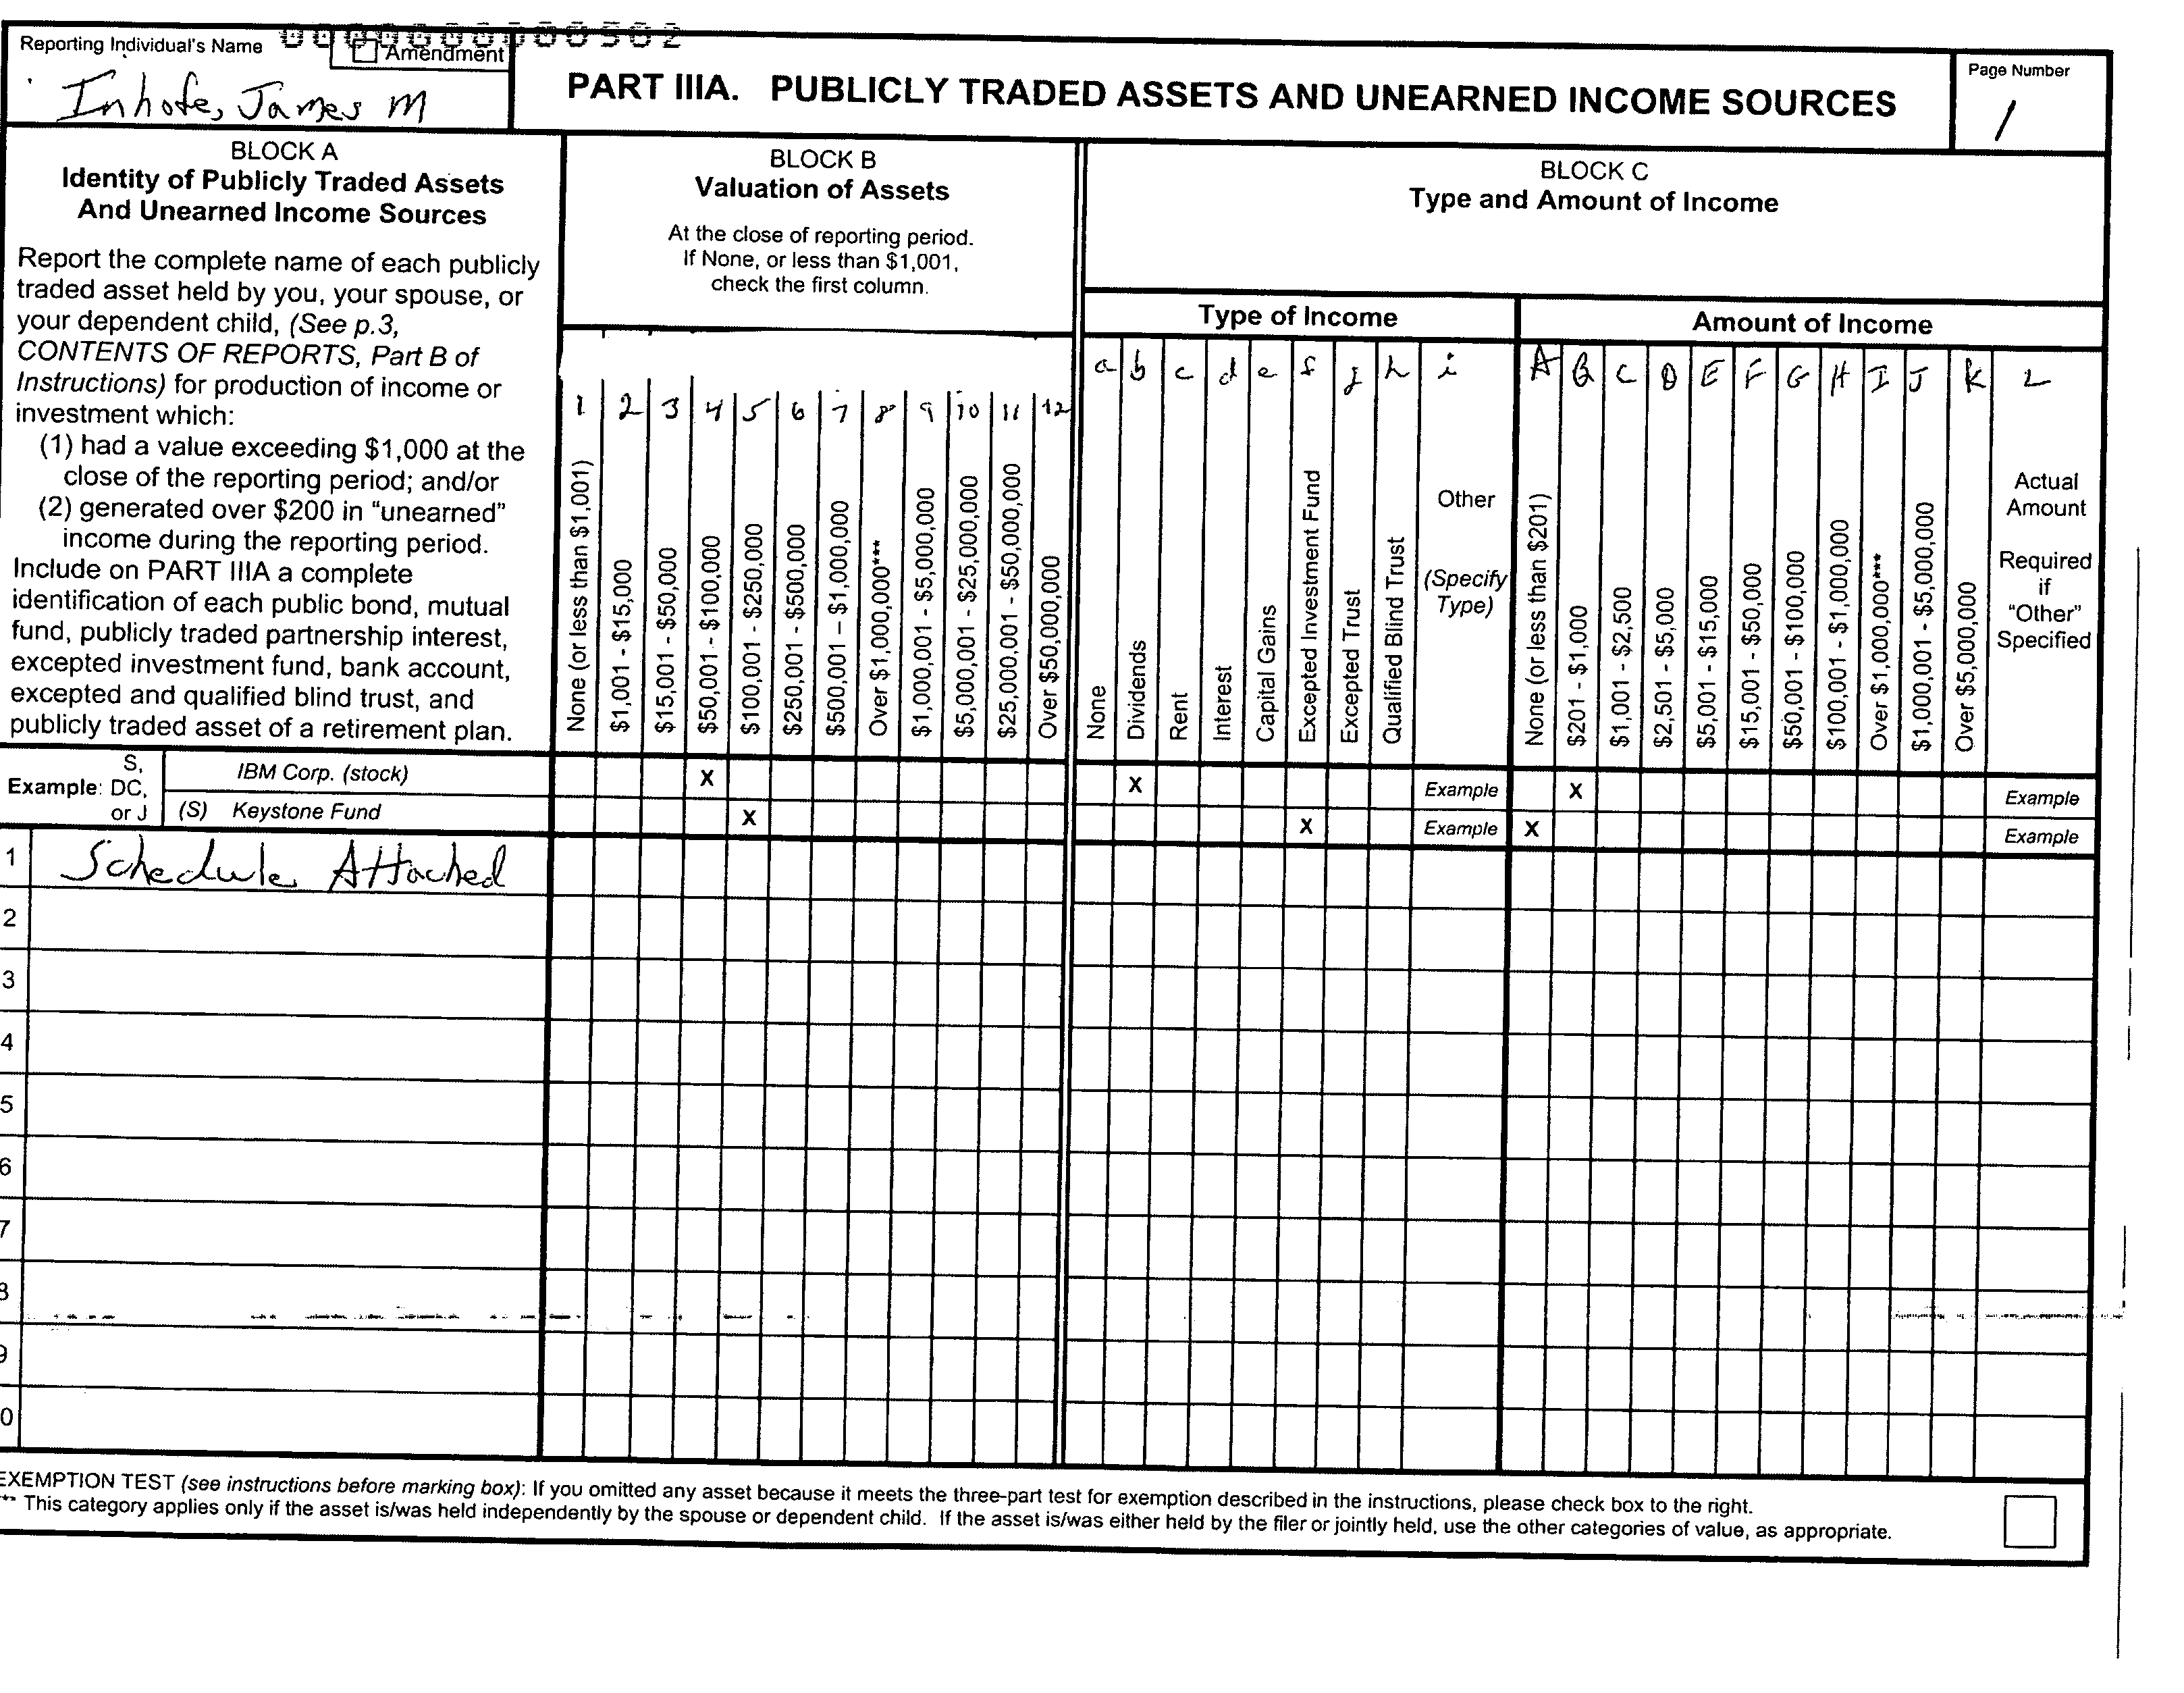 000000000502
Reporting Individual's Name
Amendment
Inhofe, James M
PART IIIA. PUBLICLY TRADED ASSETS AND UNEARNED INCOME SOURCES
Page Number
1
BLOCK A
Identity of Publicly Traded Assets
And Unearned Income Sources
Report the complete name of each publicly
traded asset held by you, your spouse, or
your dependent child, (See p.3,
CONTENTS OF REPORTS, Part B of
Instructions) for production of income or
investment which:
(1) had a value exceeding $1,000 at the
close of the reporting period; and/or
(2) generated over $200 in "unearned"
income during the reporting period.
Include on PART IIIA a complete
identification of each public bond, mutual
fund, publicly traded partnership interest,
excepted investment fund, bank account,
excepted and qualified blind trust, and
publicly traded asset of a retirement plan.
BLOCK B
Valuation of Assets
At the close of reporting period.
If None, or less than $1,001,
check the first column.
1 2 3 4 5 6 7 8 9 10 11 12
None (or less than $1,001)
$1,001 - $15,000
$15,001 - $50,000
$50,001 - $100,000
$100,001 - $250,000
$250,001 - $500,000
$500,001 – $1,000,000
Over $1,000,000***
$1,000,001 - $5,000,000
$5,000,001 - $25,000,000
$25,000,001 - $50,000,000
Over $50,000,000
BLOCK C
Type and Amount of Income
Type of Income
a b c d e f g h i
None
Dividends
Rent
Interest
Capital Gains
Excepted Investment Fund
Excepted Trust
Qualified Blind Trust
Other
(Specify
Type)
Amount of Income
A B C D E F G H I J K L
None (or less than $201)
$201 - $1,000
$1,001 - $2,500
$2,501 - $5,000
$5,001 - $15,000
$15,001 - $50,000
$50,001 - $100,000
$100,001 - $1,000,000
Over $1,000,000***
$1,000,001 - $5,000,000
Over $5,000,000
Actual
Amount
Required
if
"Other"
Specified
Example: S, DC, or J
IBM Corp. (stock) X X Example X Example
(S) Keystone Fund X X Example X Example
1 Schedule Attached
2
3
4
5
6
7
8
9
0
EXEMPTION TEST (see instructions before marking box): If you omitted any asset because it meets the three-part test for exemption described in the instructions, please check box to the right.
*** This category applies only if the asset is/was held independently by the spouse or dependent child. If the asset is/was either held by the filer or jointly held, use the other categories of value, as appropriate.